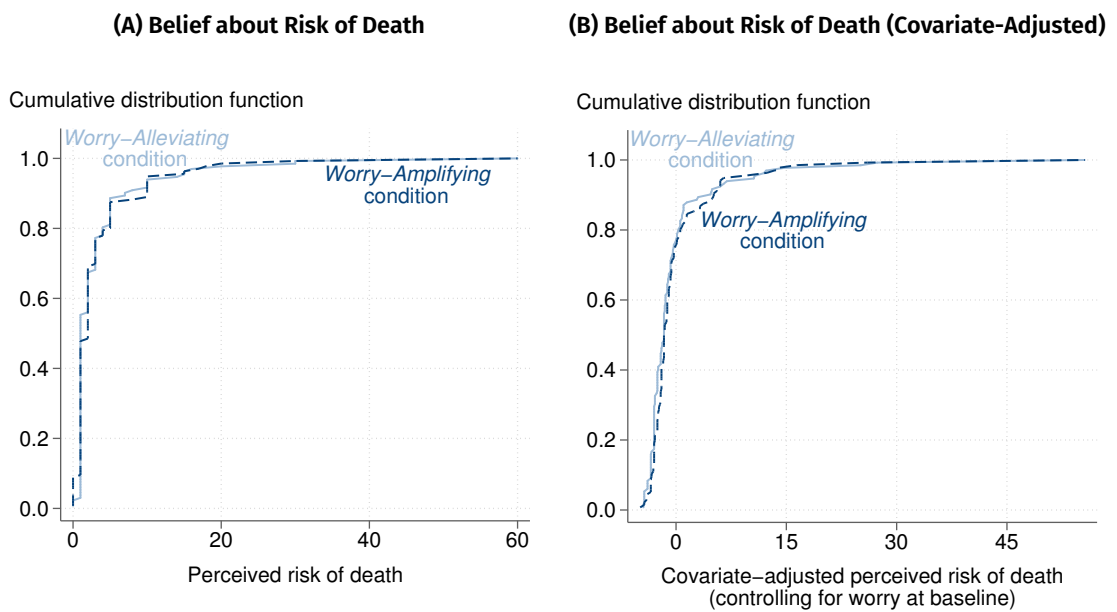 (A) Belief about Risk of Death
Cumulative distribution function
Worry−Alleviating
condition
Worry−Amplifying
condition
1.0
0.8
0.6
0.4
0.2
0.0
0
20
40
60
Perceived risk of death
(B) Belief about Risk of Death (Covariate-Adjusted)
Cumulative distribution function
Worry−Alleviating
condition
Worry−Amplifying
condition
1.0
0.8
0.6
0.4
0.2
0.0
0
15
30
45
Covariate−adjusted perceived risk of death
(controlling for worry at baseline)